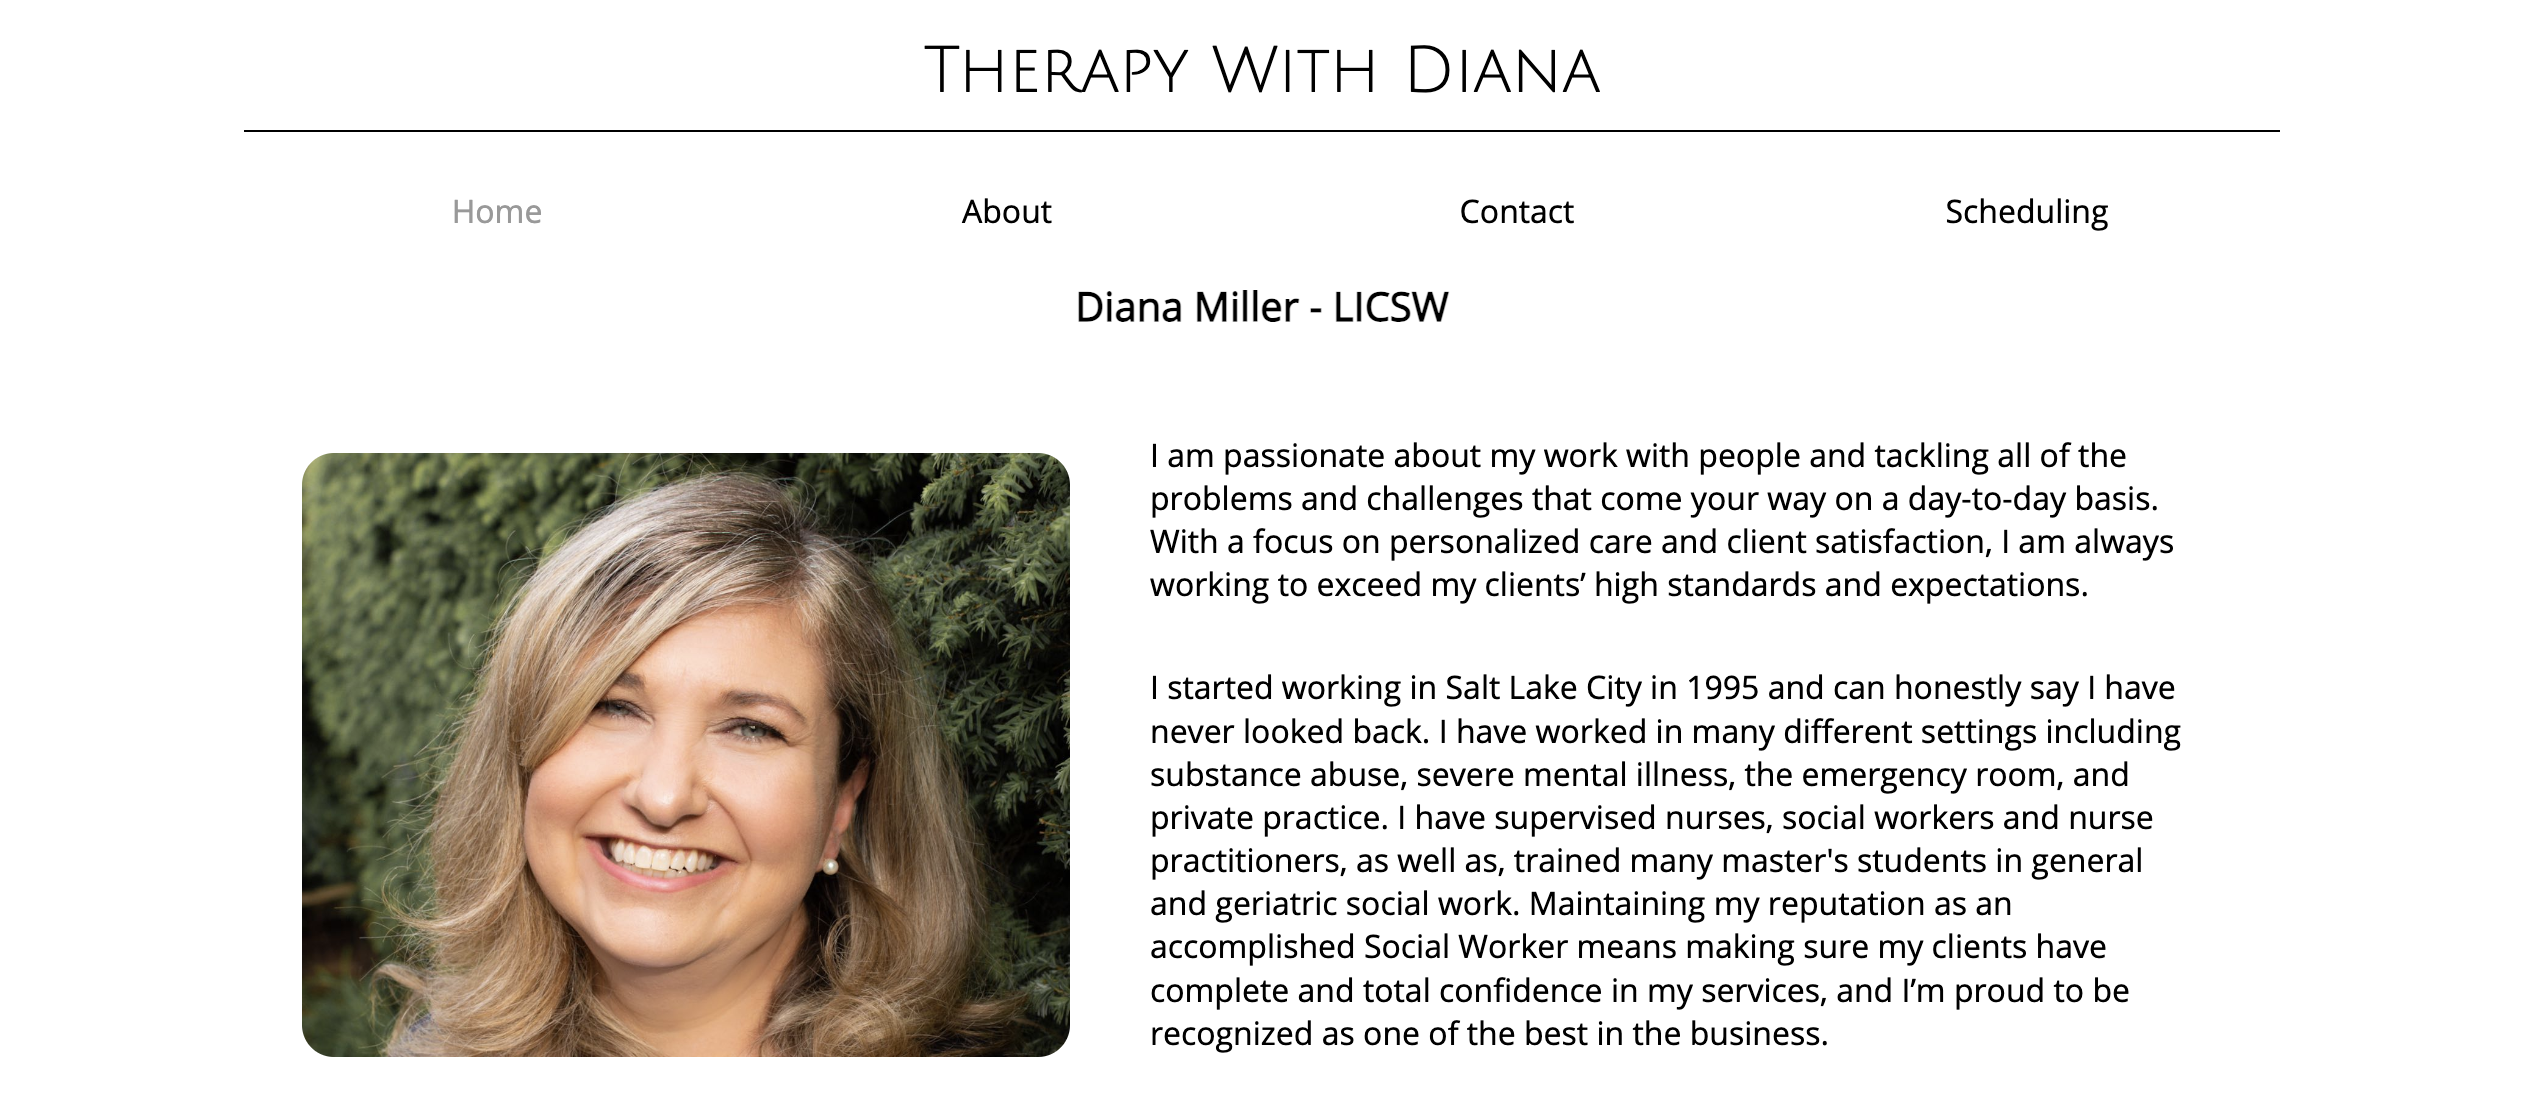 THERAPY WITH DIANA
Home About Contact Scheduling
Diana Miller - LICSW
I am passionate about my work with people and tackling all of the
problems and challenges that come your way on a day-to-day basis.
With a focus on personalized care and client satisfaction, I am always
working to exceed my clients’ high standards and expectations.
I started working in Salt Lake City in 1995 and can honestly say I have
never looked back. I have worked in many different settings including
substance abuse, severe mental illness, the emergency room, and
private practice. I have supervised nurses, social workers and nurse
practitioners, as well as, trained many master's students in general
and geriatric social work. Maintaining my reputation as an
accomplished Social Worker means making sure my clients have
complete and total confidence in my services, and I’m proud to be
recognized as one of the best in the business.